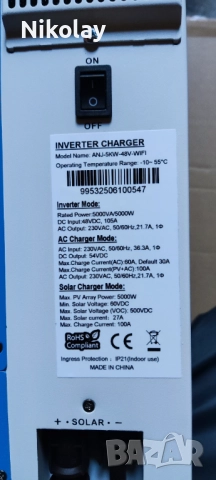 Nikolay
ON
OFF
INVERTER CHARGER
Model Name: ANJ-5KW-48V-WIFI
Operating Temperature Range: -10~ 55°C
99532506100547
Inverter Mode:
Rated Power:5000VA/5000W
DC Input:48VDC, 105A
AC Output: 230VAC, 50/60Hz,21.7A, 1Φ
AC Charger Mode:
AC Input: 230VAC, 50/60Hz, 36.3A, 1Φ
DC Output: 54VDC
Max.Charge Current(AC):60A, Default 30A
Max.Charge Current(PV+AC) 100A
AC Output: 230VAC, 50/60Hz,21.7A, 1Φ
Solar Charger Mode:
Max. PV Array Power: 5000W
Min. Solar Voltage: 60VDC
Max. Solar Voltage (VOC): 500VDC
Max. Solar current: 27A
Max. Charge Current: 100A
RoHS
Compliant
CE
Ingress Protection : IP21(Indoor use)
MADE IN CHINA
+ - SOLAR - −
bazar